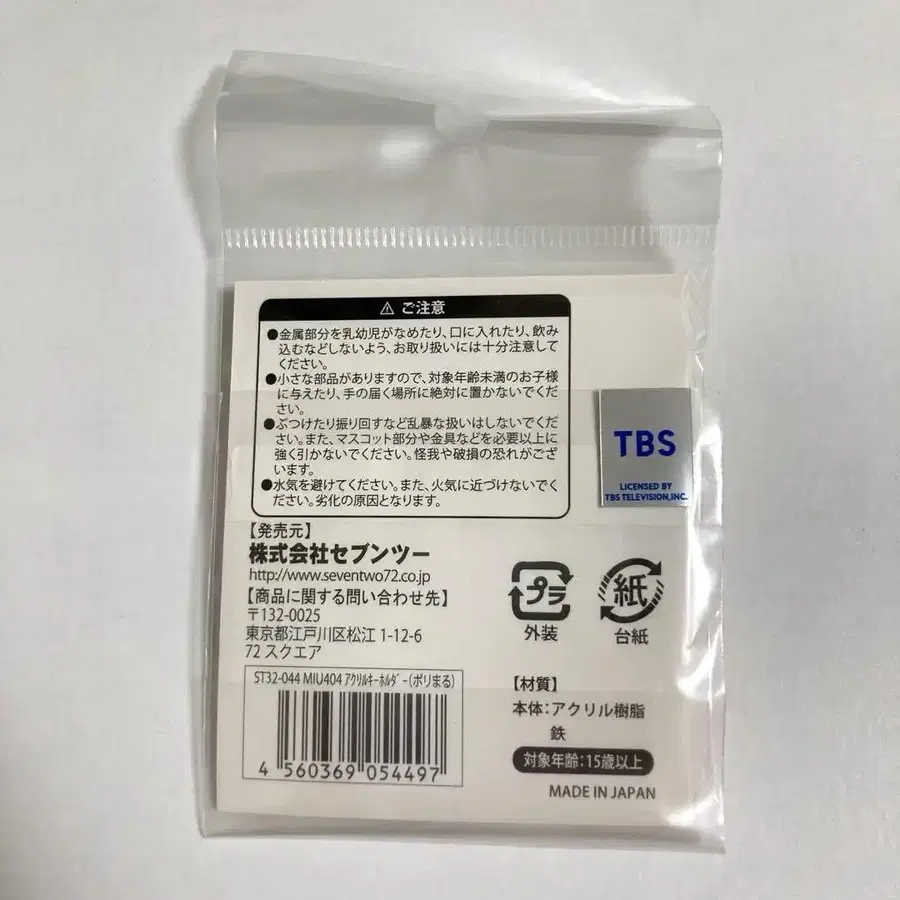 ⚠ ご注意
●金属部分を乳幼児がなめたり、口に入れたり、飲み
込むなどしないよう、お取り扱いには十分注意して
ください。
●小さな部品がありますので、対象年齢未満のお子様
に与えたり、手の届く場所に絶対に置かないでくだ
さい。
●ぶつけたり振り回すなど乱暴な扱いはしないでくだ
さい。また、マスコット部分や金具などを必要以上に
強く引かないでください。怪我や破損の恐れがござ
います。
●水気を避けてください。また、火気に近づけないでく
ださい。劣化の原因となります。
TBS
LICENSED BY
TBS TELEVISION,INC.
【発売元】
株式会社セブンツー
http://www.seventwo72.co.jp
【商品に関する問い合わせ先】
〒132-0025
東京都江戸川区松江 1-12-6
72 スクエア
プラ
外装
紙
台紙
ST32-044 MIU404 ｱｸﾘﾙｷｰﾎﾙﾀﾞｰ(ポリまる)
4 560369 054497
【材質】
本体:アクリル樹脂
鉄
対象年齢:15歳以上
MADE IN JAPAN